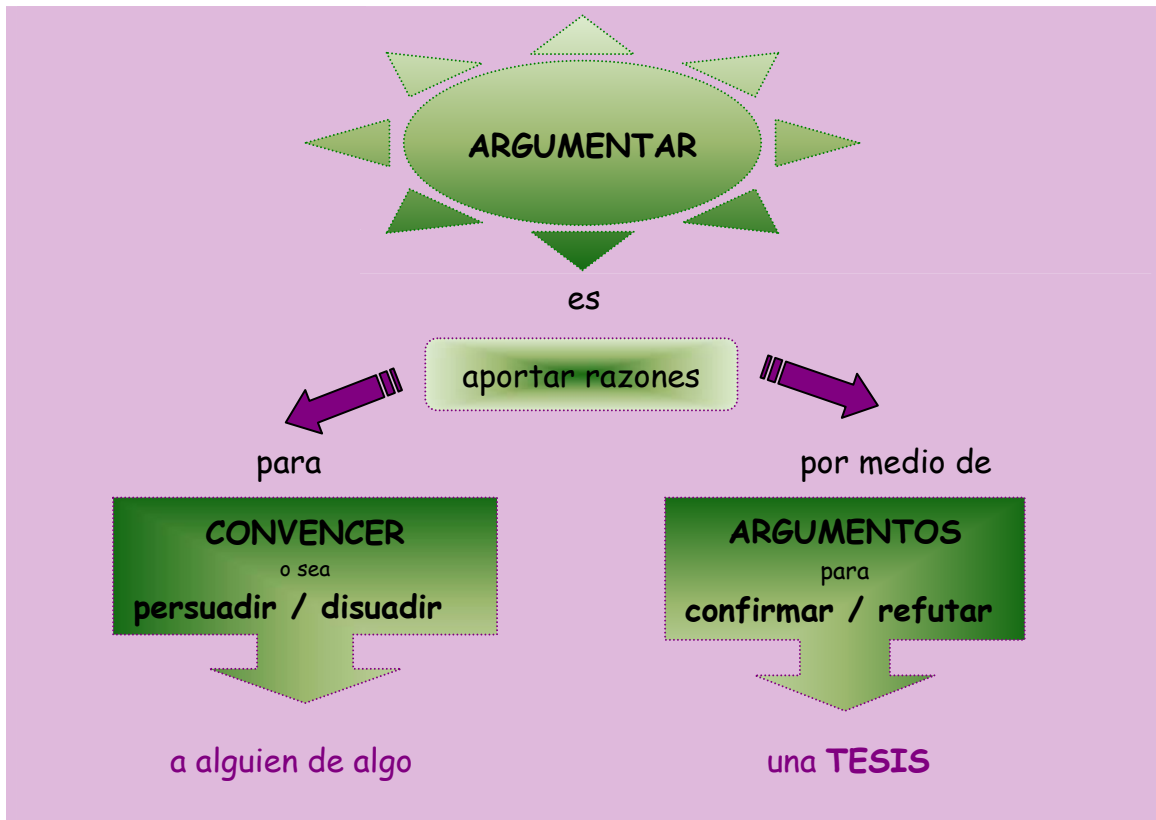 ARGUMENTAR
es
aportar razones
para
CONVENCER
o sea
persuadir / disuadir
a alguien de algo
por medio de
ARGUMENTOS
para
confirmar / refutar
una TESIS